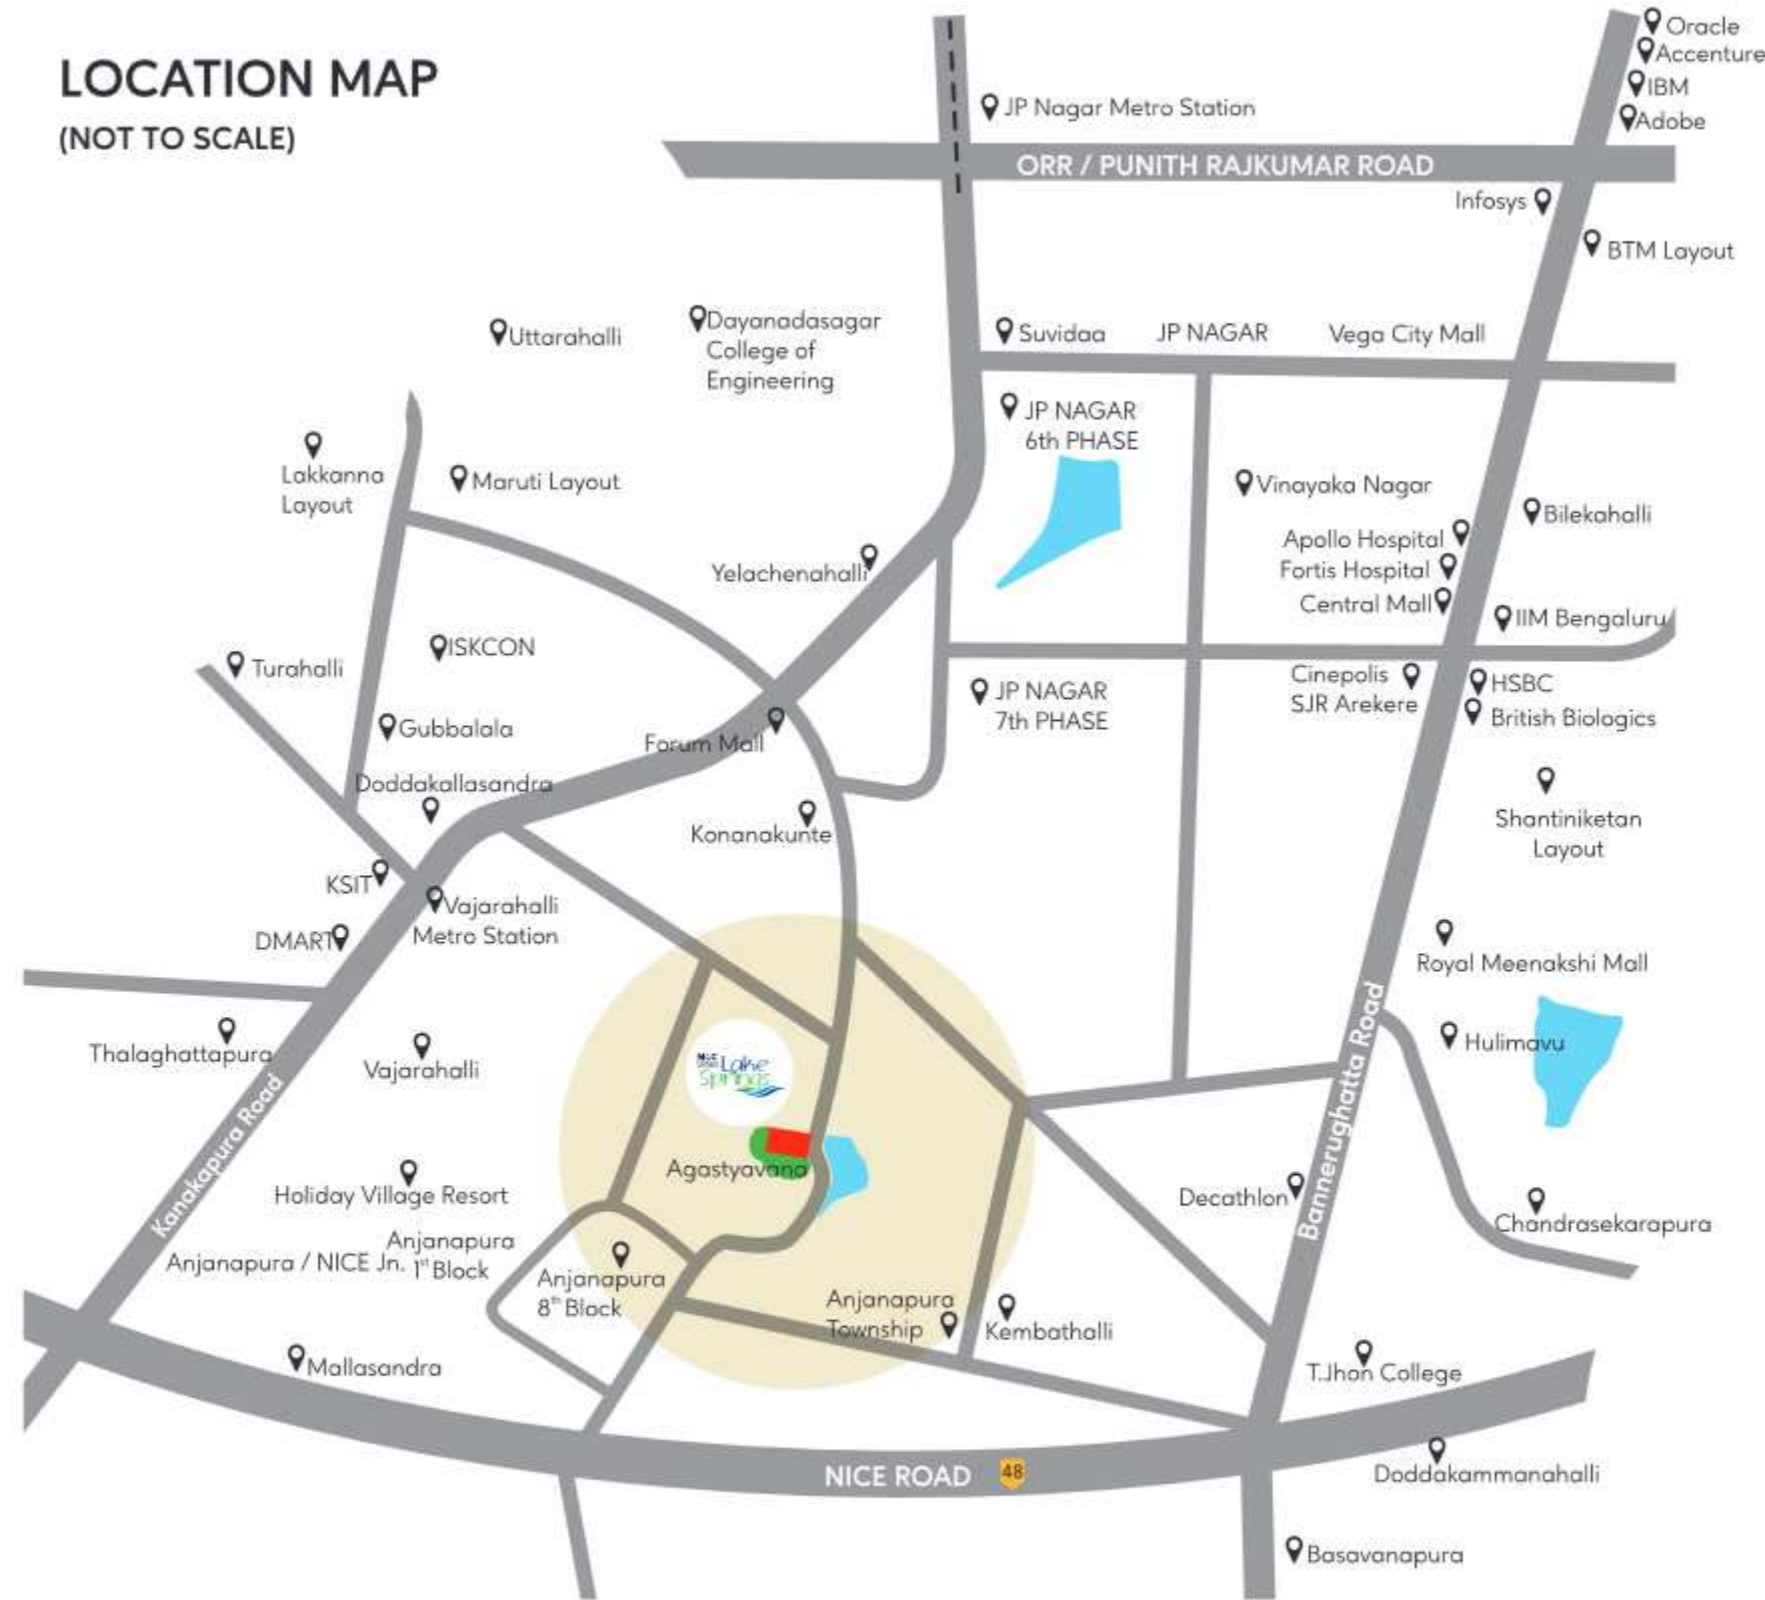 LOCATION MAP
(NOT TO SCALE)
Oracle
Accenture
IBM
Adobe
JP Nagar Metro Station
ORR / PUNITH RAJKUMAR ROAD
Infosys
BTM Layout
Uttarahalli
Dayanadasagar
College of
Engineering
Suvidaa
JP NAGAR
Vega City Mall
JP NAGAR
6th PHASE
Lakkanna
Layout
Maruti Layout
Vinayaka Nagar
Bilekahalli
Apollo Hospital
Fortis Hospital
Central Mall
Yelachenahalli
IIM Bengaluru
ISKCON
Turahalli
Cinepolis
SJR Arekere
HSBC
British Biologics
JP NAGAR
7th PHASE
Gubbalala
Forum Mall
Doddakallasandra
Konanakunte
Shantiniketan
Layout
KSIT
Vajarahalli
Metro Station
DMART
Royal Meenakshi Mall
Thalaghattapura
Vajarahalli
Hulimavu
Lake
Springs
Kanakapura Road
Bannerughatta Road
Agastyavana
Holiday Village Resort
Decathlon
Chandrasekarapura
Anjanapura / NICE Jn.
Anjanapura
1st Block
Anjanapura
8th Block
Anjanapura
Township
Kembathalli
Mallasandra
T.Jhon College
NICE ROAD 48
Doddakammanahalli
Basavanapura